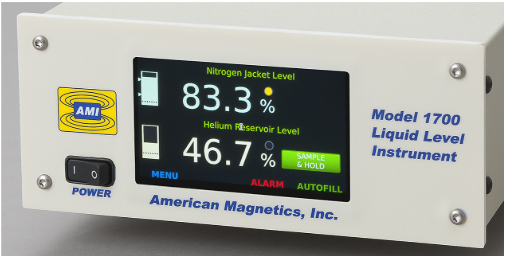 Nitrogen Jacket Level
83.3 %
Helium Reservoir Level
46.7 %
SAMPLE
& HOLD
MENU
ALARM
AUTOFILL
AMI
I O
POWER
Model 1700
Liquid Level
Instrument
American Magnetics, Inc.